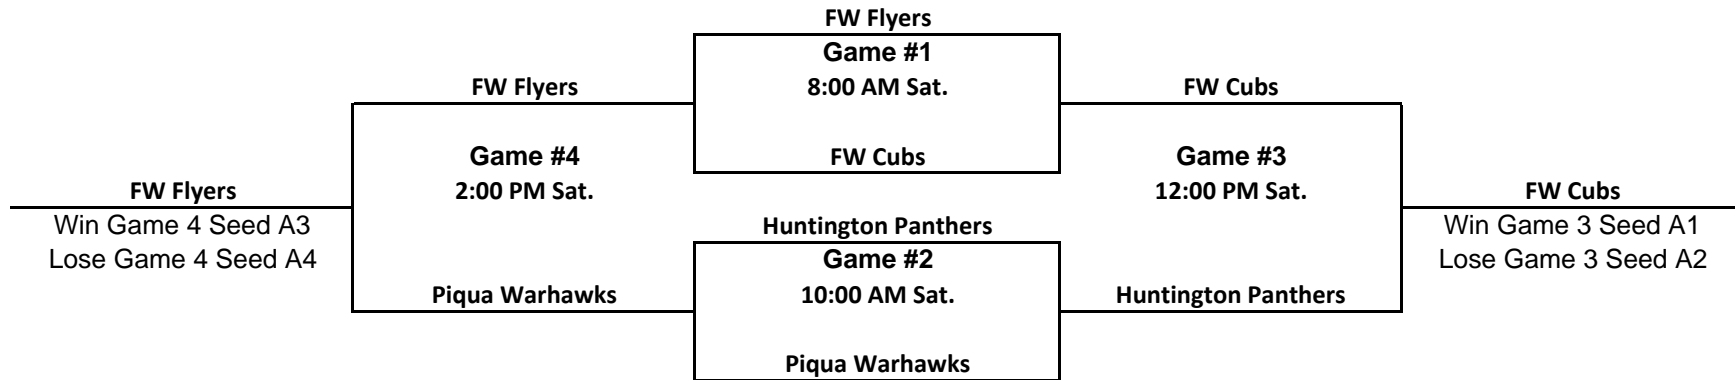 FW Flyers
Game #1
FW Flyers 8:00 AM Sat. FW Cubs
Game #4 FW Cubs Game #3
FW Flyers 2:00 PM Sat. 12:00 PM Sat. FW Cubs
Win Game 4 Seed A3 Huntington Panthers Win Game 3 Seed A1
Lose Game 4 Seed A4 Game #2 Lose Game 3 Seed A2
Piqua Warhawks 10:00 AM Sat. Huntington Panthers
Piqua Warhawks